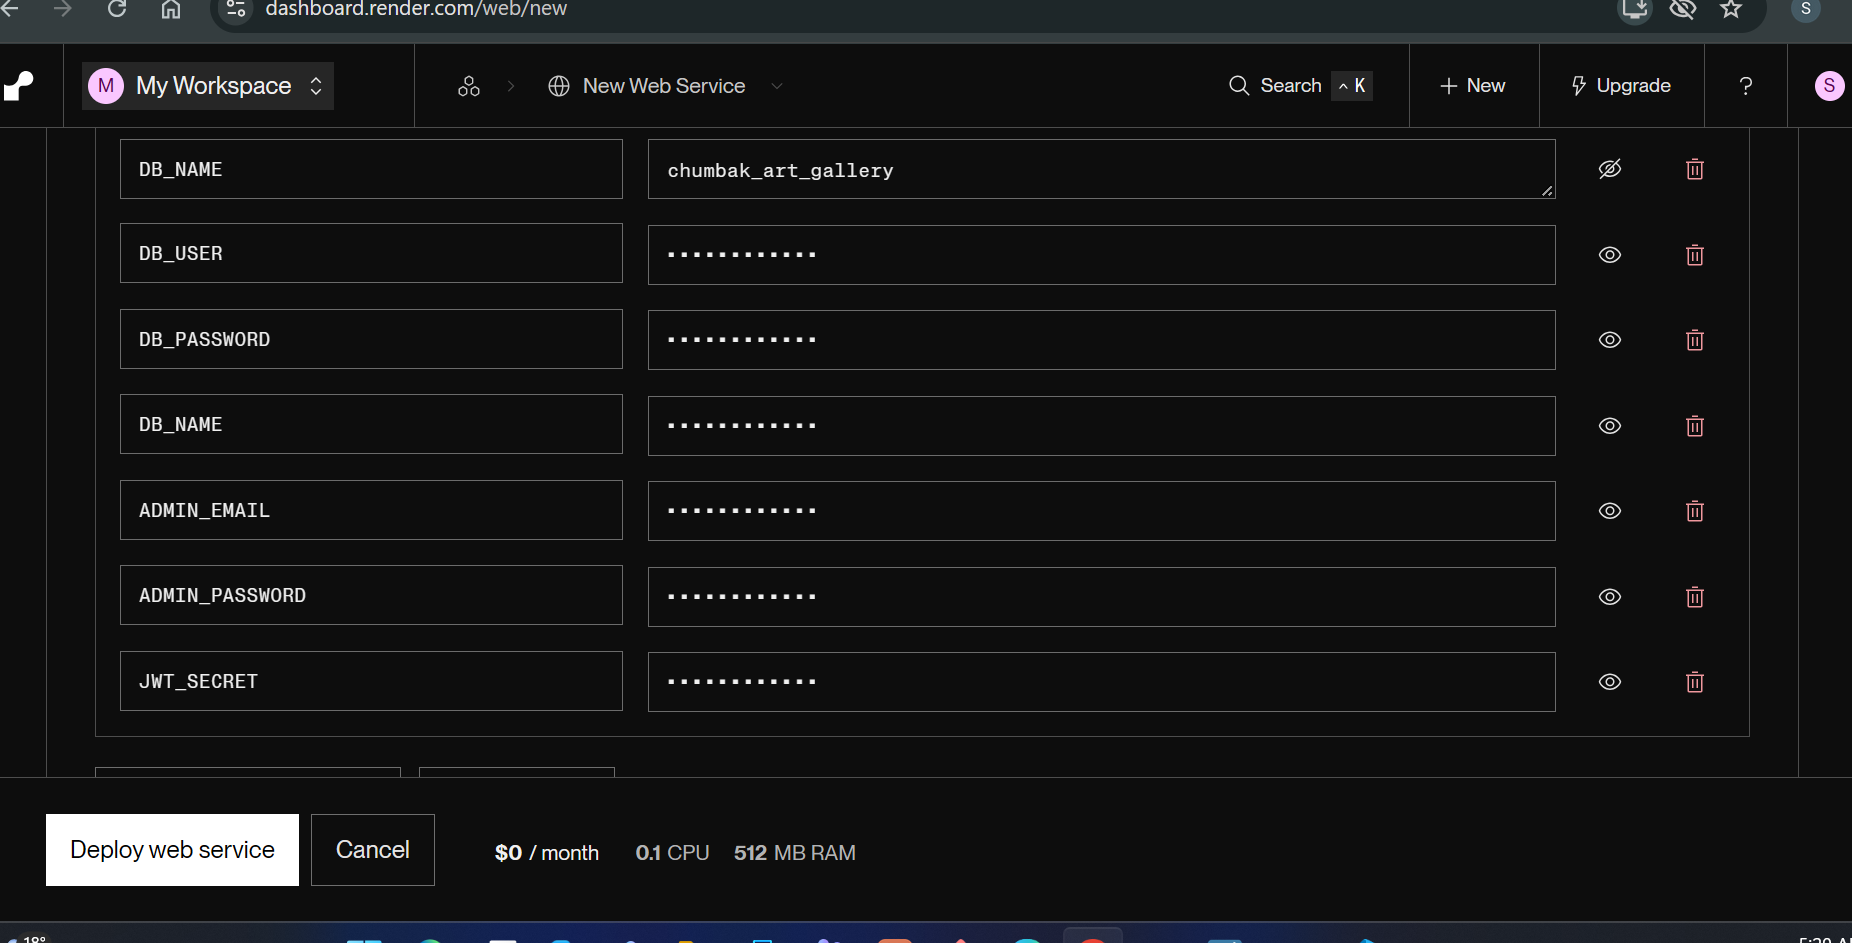 dashboard.render.com/web/new
S
M My Workspace
New Web Service
Search ^ K
+ New
Upgrade
?
S
DB_NAME
chumbak_art_gallery
DB_USER
DB_PASSWORD
DB_NAME
ADMIN_EMAIL
ADMIN_PASSWORD
JWT_SECRET
Deploy web service
Cancel
$0 / month
0.1 CPU
512 MB RAM
18°